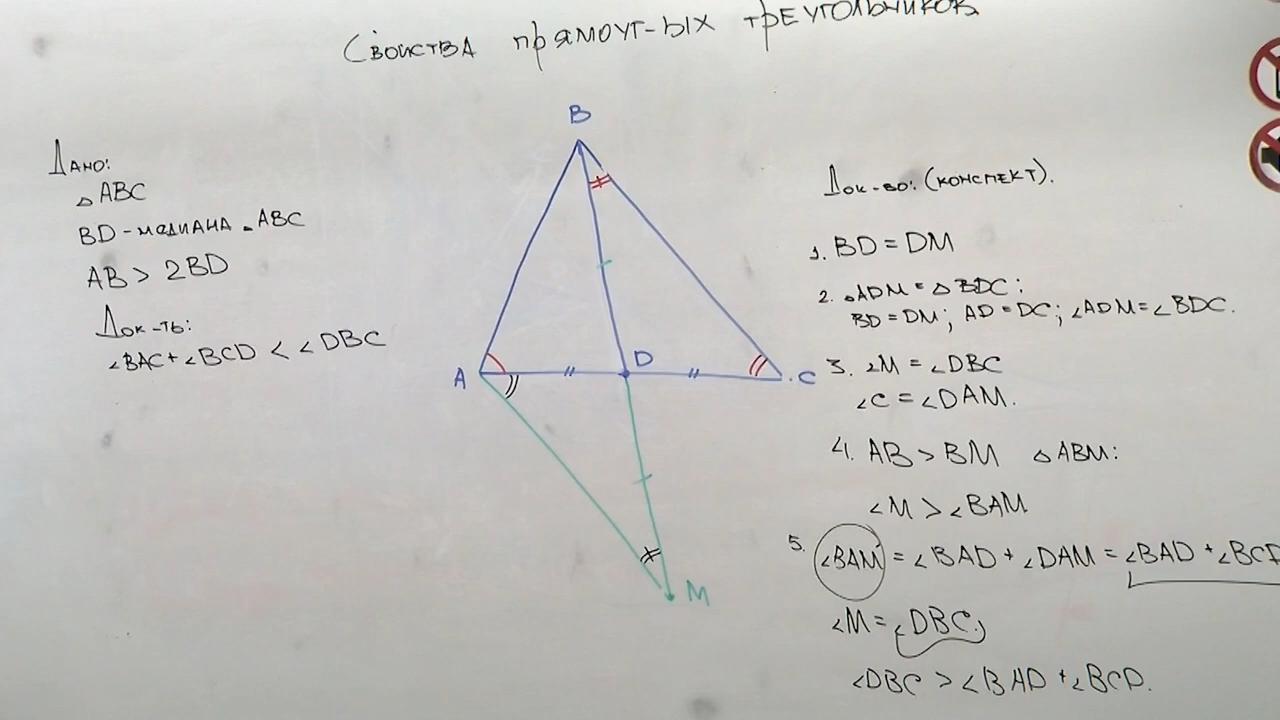 Свойства прямоуг-ых треугольников
Дано:
△ABC
BD - медиана △ABC
AB > 2BD
Док-ть:
∠BAC + ∠BCD < ∠DBC
B
A
D
C
M
Док-во: (конспект).
1. BD = DM
2. △ADM = △BDC:
BD = DM; AD = DC; ∠ADM = ∠BDC.
3. ∠M = ∠DBC
∠C = ∠DAM.
4. AB > BM △ABM:
∠M > ∠BAM
5. ∠BAM = ∠BAD + ∠DAM = ∠BAD + ∠BCD
∠M = ∠DBC.
∠DBC > ∠BAD + ∠BCD.